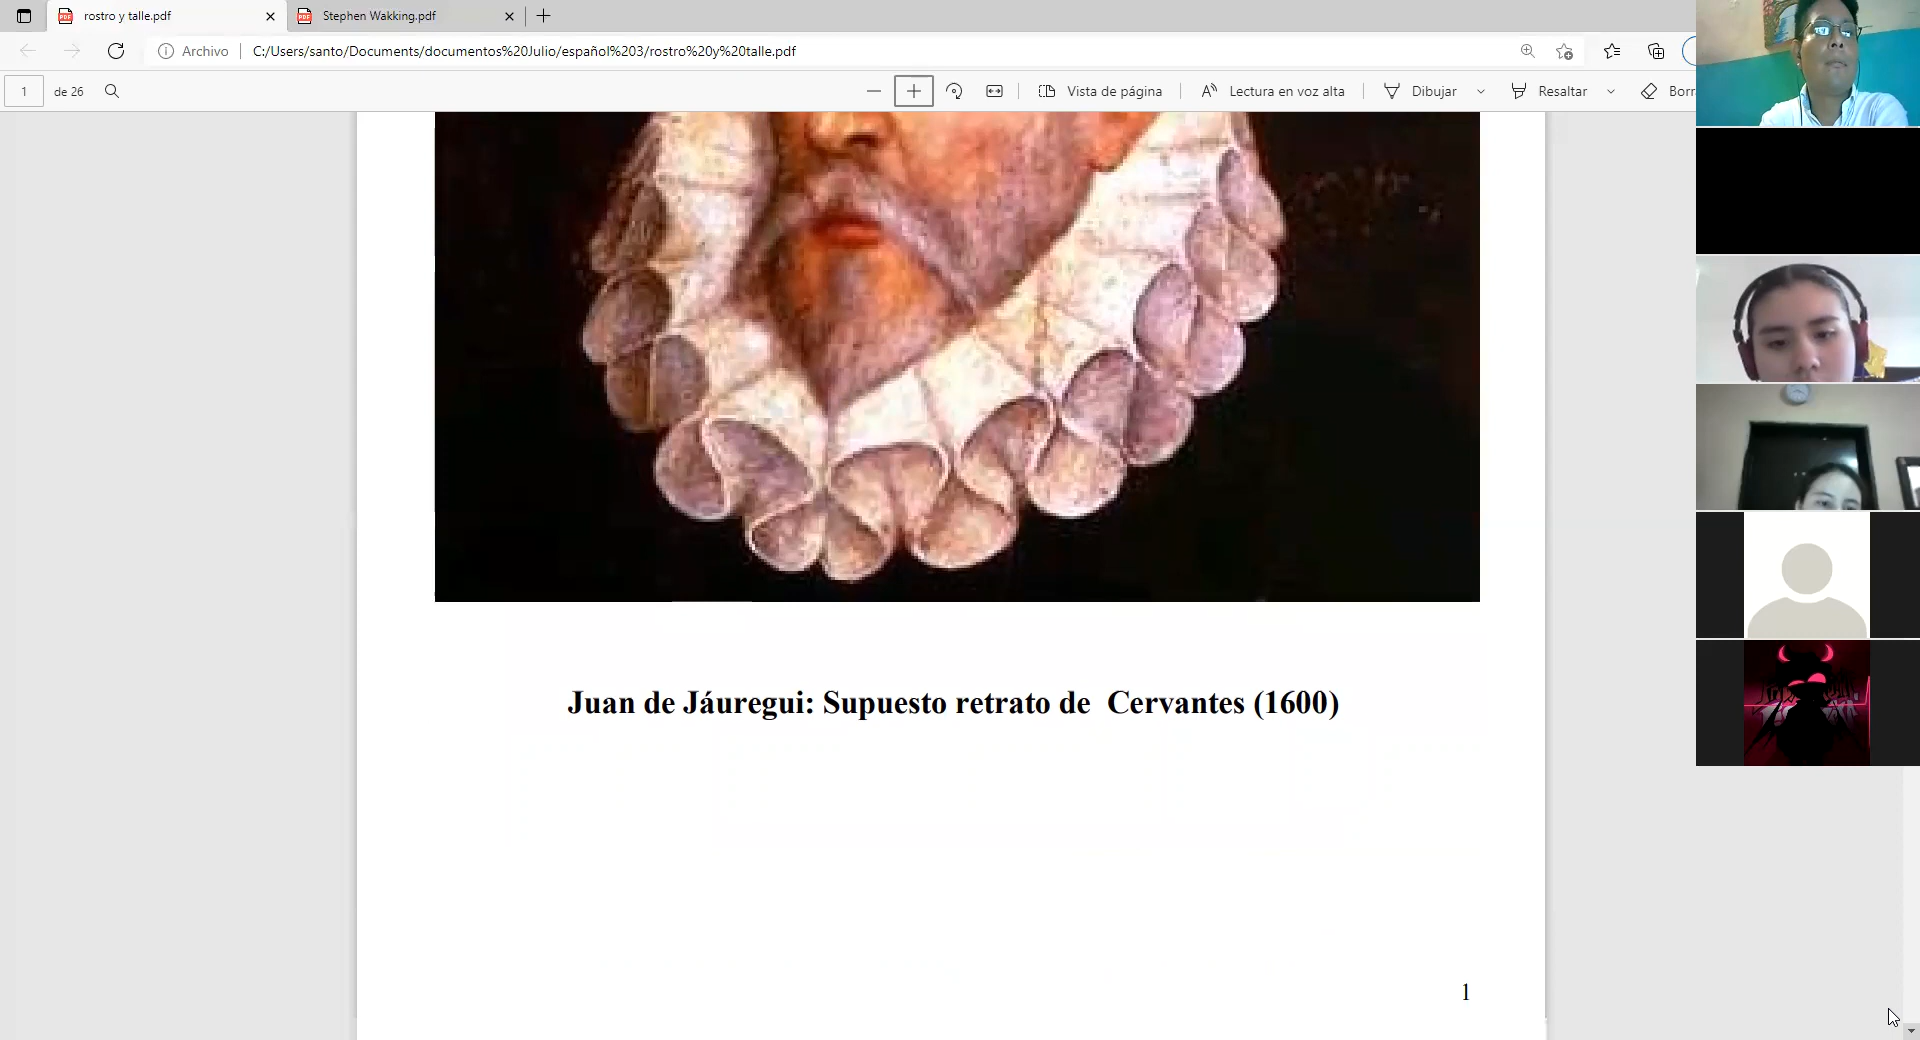 rostro y talle.pdf
Stephen Wakking.pdf
Archivo
C:/Users/santo/Documents/documentos%20Julio/español%203/rostro%20y%20talle.pdf
1 de 26
Vista de página
Lectura en voz alta
Dibujar
Resaltar
Borr
Juan de Jáuregui: Supuesto retrato de Cervantes (1600)
1